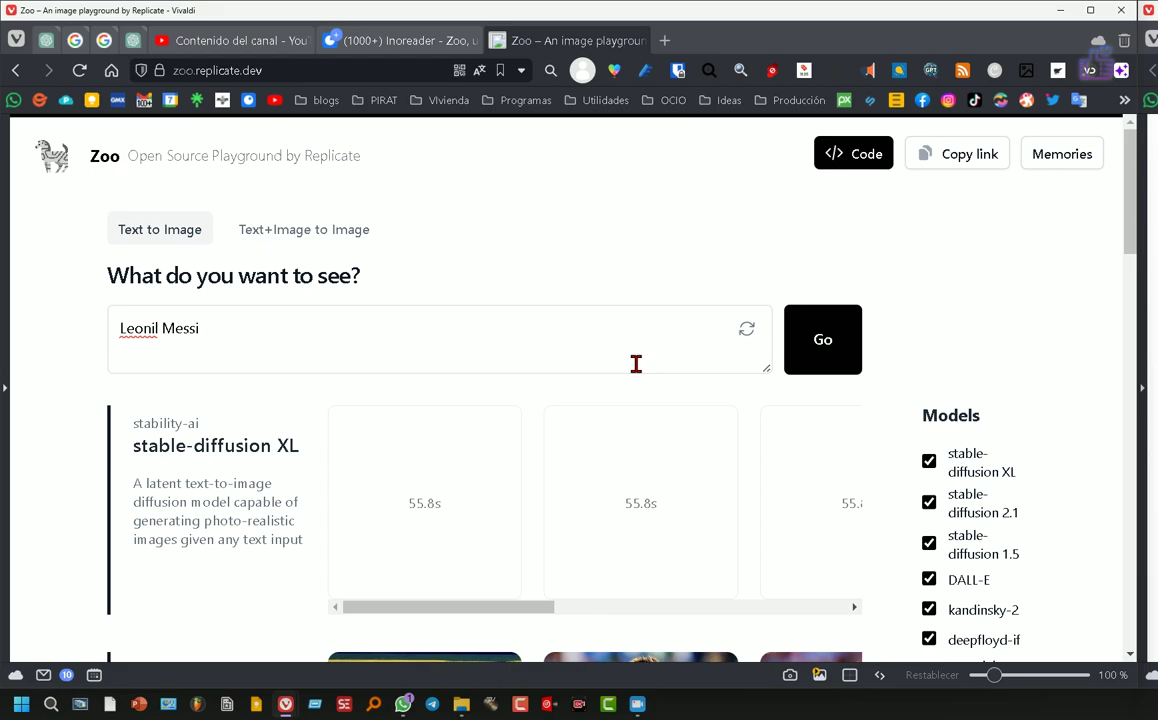 Zoo – An image playground by Replicate - Vivaldi
Contenido del canal - You
(1000+) Inoreader - Zoo, u
Zoo – An image playgroun
zoo.replicate.dev
blogs
PIRAT
VIvienda
Programas
Utilidades
OCIO
Ideas
Producción
Zoo Open Source Playground by Replicate
</> Code
Copy link
Memories
Text to Image
Text+Image to Image
What do you want to see?
Leonil Messi
Go
stability-ai
stable-diffusion XL
A latent text-to-image
diffusion model capable of
generating photo-realistic
images given any text input
55.8s
55.8s
55.8
Models
stable-
diffusion XL
stable-
diffusion 2.1
stable-
diffusion 1.5
DALL-E
kandinsky-2
deepfloyd-if
10
Restablecer
100 %